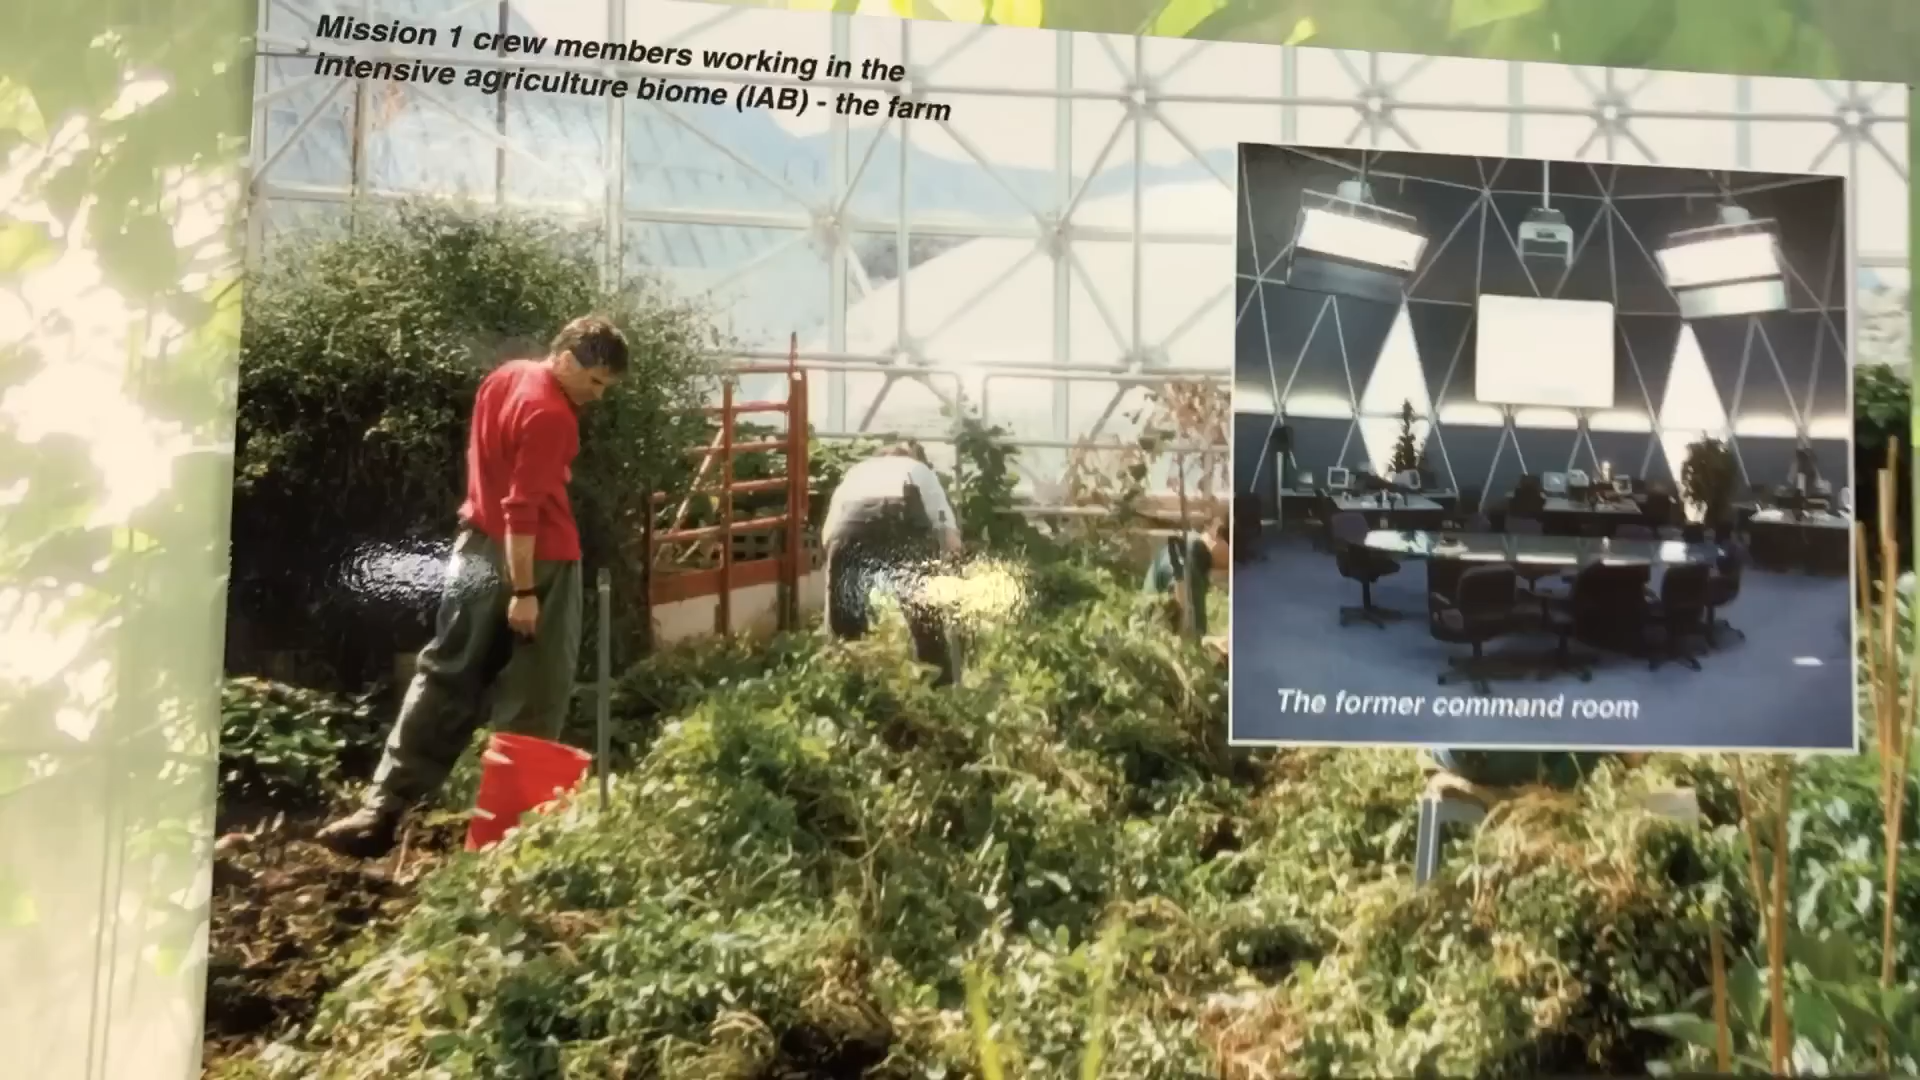 Mission 1 crew members working in the
intensive agriculture biome (IAB) - the farm
The former command room